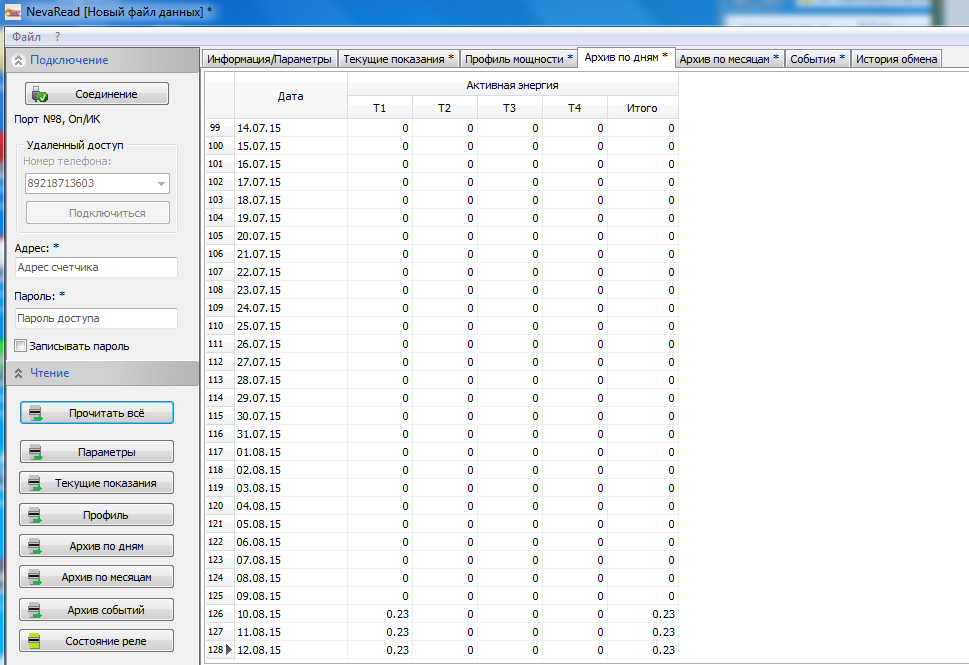 NevaRead [Новый файл данных] *
Файл ?
Подключение
Соединение
Порт №8, Оп/ИК
Удаленный доступ
Номер телефона:
89218713603
Подключиться
Адрес: *
Адрес счетчика
Пароль: *
Пароль доступа
Записывать пароль
Чтение
Прочитать всё
Параметры
Текущие показания
Профиль
Архив по дням
Архив по месяцам
Архив событий
Состояние реле
Информация/Параметры Текущие показания * Профиль мощности * Архив по дням * Архив по месяцам * События * История обмена
Дата Активная энергия
T1 T2 T3 T4 Итого
99 14.07.15 0 0 0 0 0
100 15.07.15 0 0 0 0 0
101 16.07.15 0 0 0 0 0
102 17.07.15 0 0 0 0 0
103 18.07.15 0 0 0 0 0
104 19.07.15 0 0 0 0 0
105 20.07.15 0 0 0 0 0
106 21.07.15 0 0 0 0 0
107 22.07.15 0 0 0 0 0
108 23.07.15 0 0 0 0 0
109 24.07.15 0 0 0 0 0
110 25.07.15 0 0 0 0 0
111 26.07.15 0 0 0 0 0
112 27.07.15 0 0 0 0 0
113 28.07.15 0 0 0 0 0
114 29.07.15 0 0 0 0 0
115 30.07.15 0 0 0 0 0
116 31.07.15 0 0 0 0 0
117 01.08.15 0 0 0 0 0
118 02.08.15 0 0 0 0 0
119 03.08.15 0 0 0 0 0
120 04.08.15 0 0 0 0 0
121 05.08.15 0 0 0 0 0
122 06.08.15 0 0 0 0 0
123 07.08.15 0 0 0 0 0
124 08.08.15 0 0 0 0 0
125 09.08.15 0 0 0 0 0
126 10.08.15 0.23 0 0 0 0.23
127 11.08.15 0.23 0 0 0 0.23
128 12.08.15 0.23 0 0 0 0.23